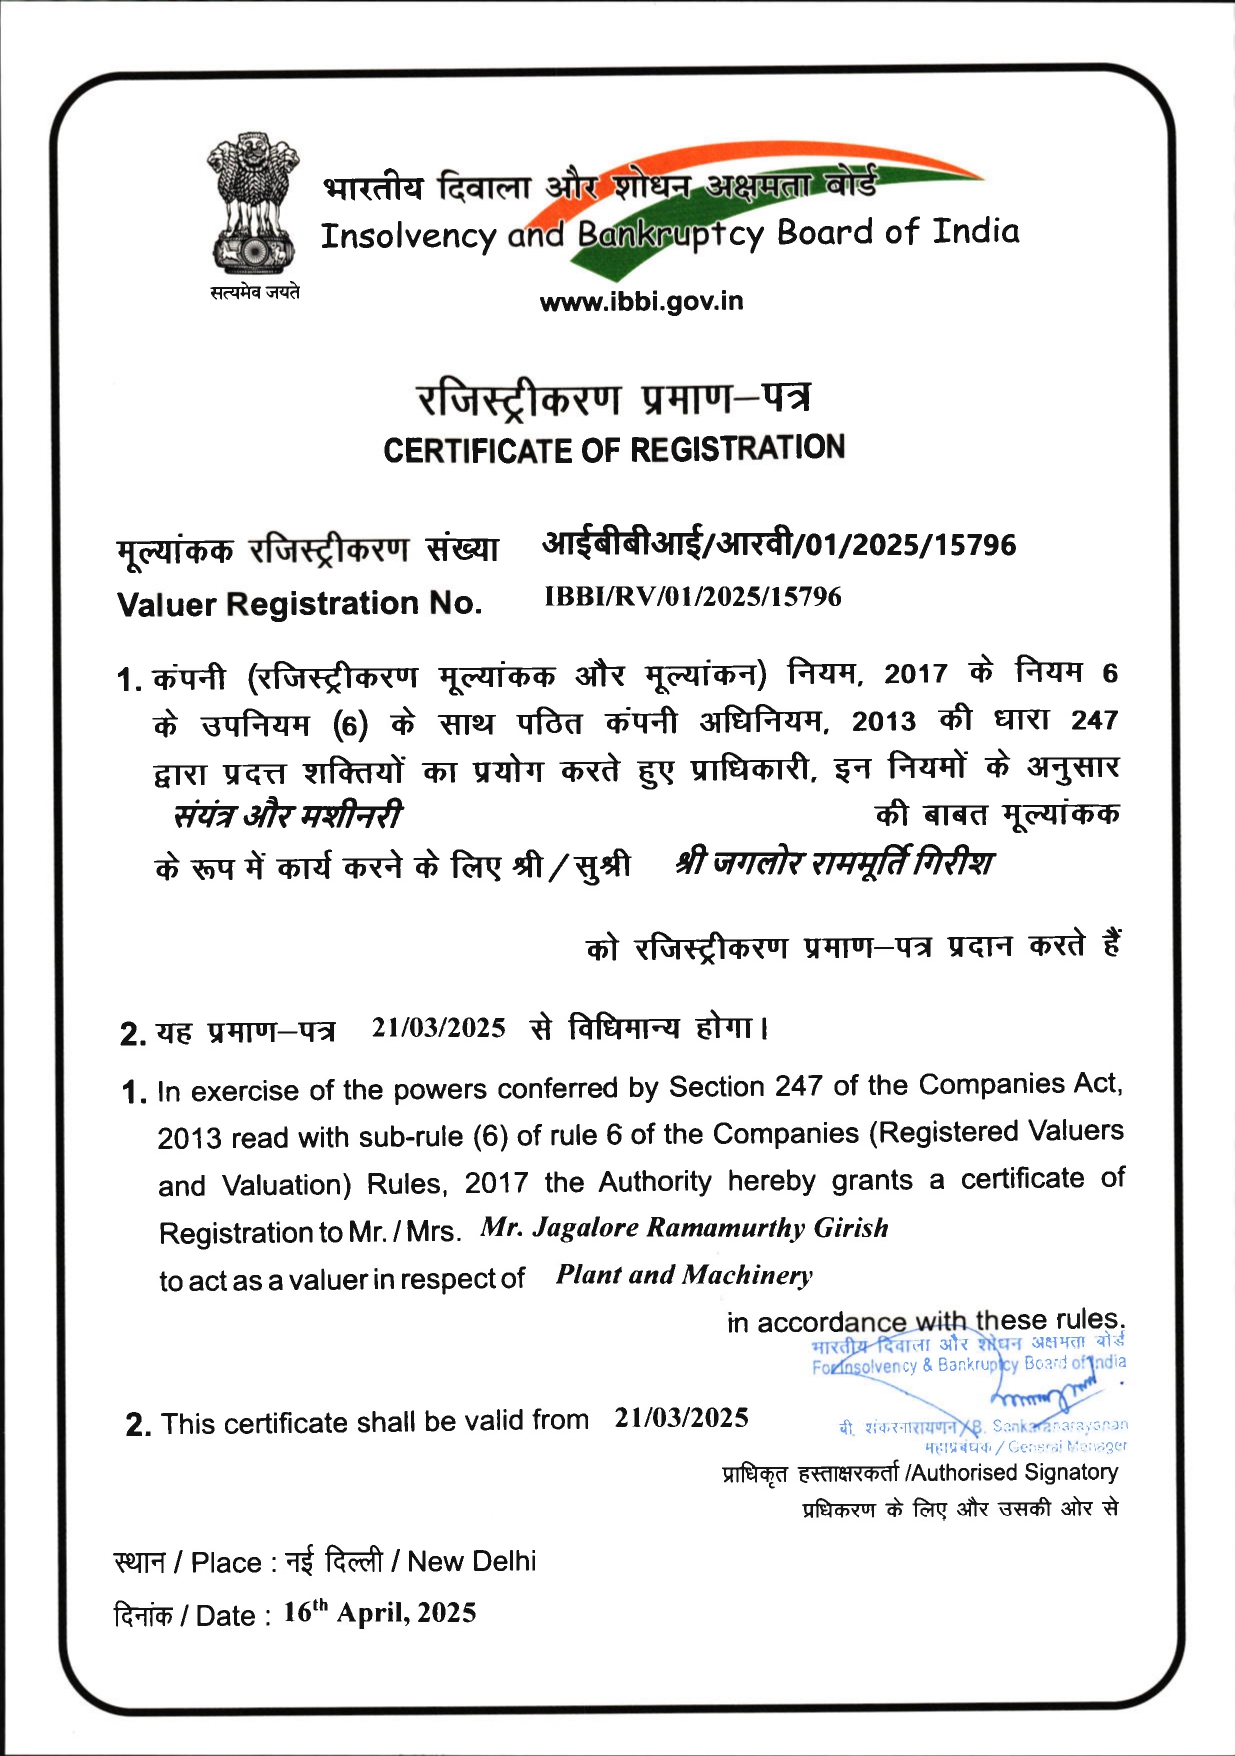 भारतीय दिवाला और शोधन अक्षमता बोर्ड
Insolvency and Bankruptcy Board of India
सत्यमेव जयते
www.ibbi.gov.in
रजिस्ट्रीकरण प्रमाण–पत्र
CERTIFICATE OF REGISTRATION
मूल्यांकक रजिस्ट्रीकरण संख्या आईबीबीआई/आरवी/01/2025/15796
Valuer Registration No. IBBI/RV/01/2025/15796
1. कंपनी (रजिस्ट्रीकरण मूल्यांकक और मूल्यांकन) नियम, 2017 के नियम 6
के उपनियम (6) के साथ पठित कंपनी अधिनियम, 2013 की धारा 247
द्वारा प्रदत्त शक्तियों का प्रयोग करते हुए प्राधिकारी, इन नियमों के अनुसार
संयंत्र और मशीनरी की बाबत मूल्यांकक
के रूप में कार्य करने के लिए श्री / सुश्री श्री जगलोर राममूर्ति गिरीश
को रजिस्ट्रीकरण प्रमाण–पत्र प्रदान करते हैं
2. यह प्रमाण–पत्र 21/03/2025 से विधिमान्य होगा।
1. In exercise of the powers conferred by Section 247 of the Companies Act,
2013 read with sub-rule (6) of rule 6 of the Companies (Registered Valuers
and Valuation) Rules, 2017 the Authority hereby grants a certificate of
Registration to Mr. / Mrs. Mr. Jagalore Ramamurthy Girish
to act as a valuer in respect of Plant and Machinery
in accordance with these rules.
भारतीय दिवाला और शोधन अक्षमता बोर्ड
For Insolvency & Bankruptcy Board of India
2. This certificate shall be valid from 21/03/2025
बी. शंकरनारायणन / B. Sankaranarayanan
महाप्रबंधक / General Manager
प्राधिकृत हस्ताक्षरकर्ता /Authorised Signatory
प्रधिकरण के लिए और उसकी ओर से
स्थान / Place : नई दिल्ली / New Delhi
दिनांक / Date : 16th April, 2025